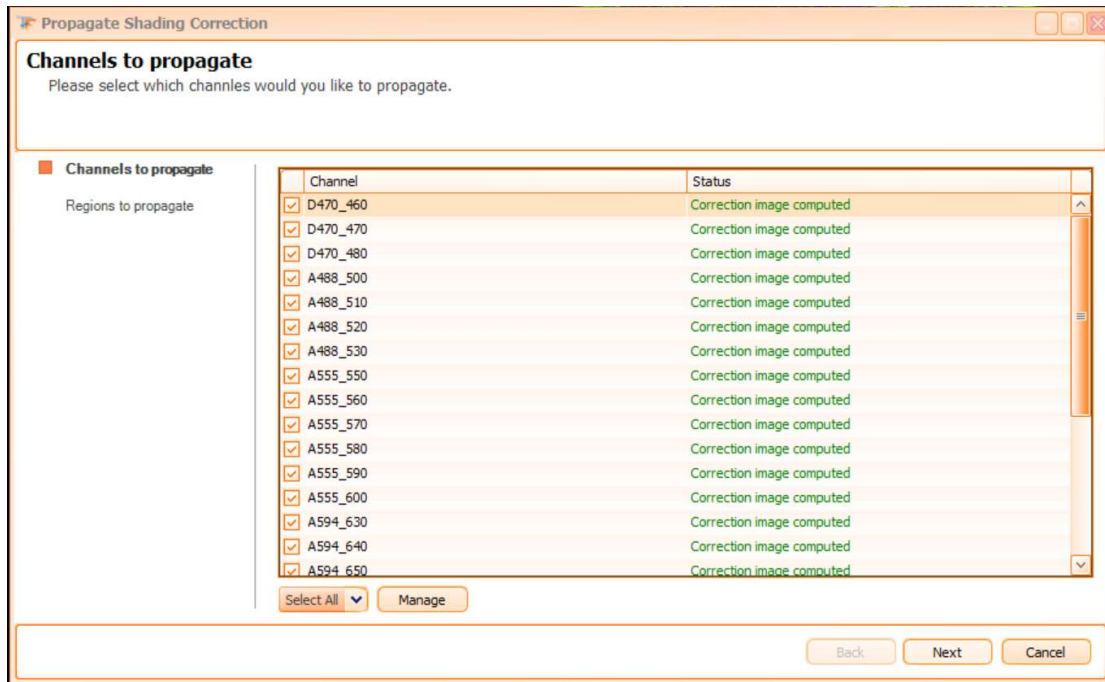 Propagate Shading Correction
Channels to propagate
Please select which channles would you like to propagate.
Channels to propagate
Regions to propagate
Channel Status
D470_460 Correction image computed
D470_470 Correction image computed
D470_480 Correction image computed
A488_500 Correction image computed
A488_510 Correction image computed
A488_520 Correction image computed
A488_530 Correction image computed
A555_550 Correction image computed
A555_560 Correction image computed
A555_570 Correction image computed
A555_580 Correction image computed
A555_590 Correction image computed
A555_600 Correction image computed
A594_630 Correction image computed
A594_640 Correction image computed
A594_650 Correction image computed
Select All Manage
Back Next Cancel